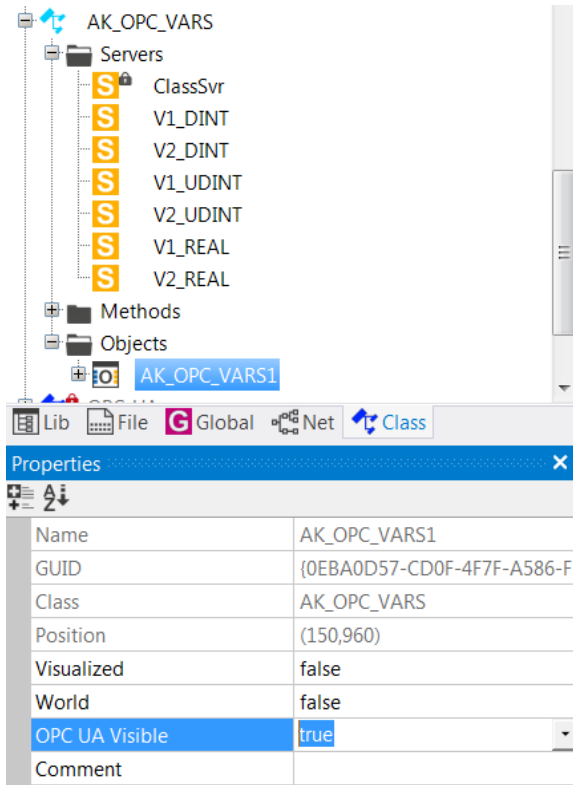 AK_OPC_VARS
Servers
S ClassSvr
S V1_DINT
S V2_DINT
S V1_UDINT
S V2_UDINT
S V1_REAL
S V2_REAL
Methods
Objects
AK_OPC_VARS1
Lib File G Global Net Class
Properties
Name AK_OPC_VARS1
GUID {0EBA0D57-CD0F-4F7F-A586-F
Class AK_OPC_VARS
Position (150,960)
Visualized false
World false
OPC UA Visible true
Comment